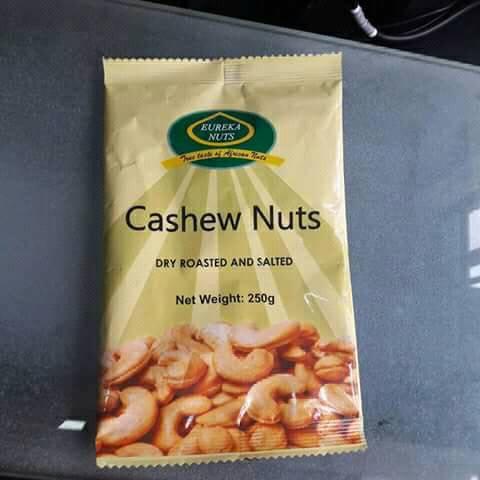 EUREKA
NUTS
True taste of African Nuts
Cashew Nuts
DRY ROASTED AND SALTED
Net Weight: 250g